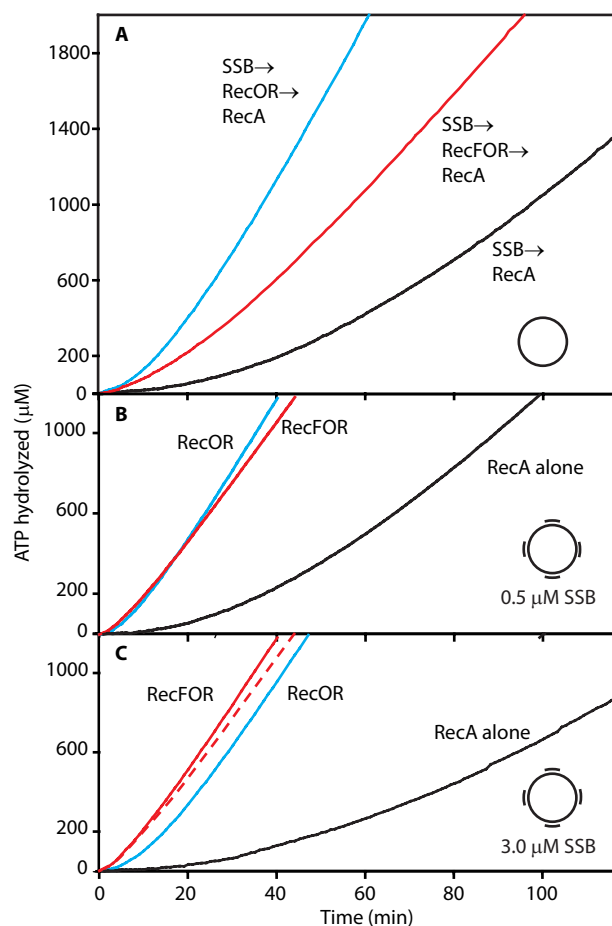 A
SSB→
RecOR→
RecA
SSB→
RecFOR→
RecA
SSB→
RecA
1800
1400
1000
600
200
0
B
RecOR
RecFOR
RecA alone
0.5 μM SSB
1000
600
200
0
C
RecFOR
RecOR
RecA alone
3.0 μM SSB
1000
600
200
0
ATP hydrolyzed (μM)
0 20 40 60 80 100
Time (min)